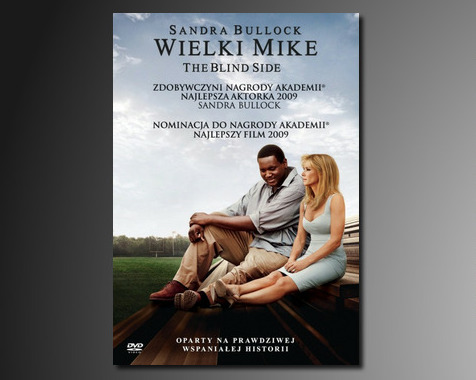 SANDRA BULLOCK
WIELKI MIKE
THE BLIND SIDE
ZDOBYWCZYNI NAGRODY AKADEMII®
NAJLEPSZA AKTORKA 2009
SANDRA BULLOCK
NOMINACJA DO NAGRODY AKADEMII®
NAJLEPSZY FILM 2009
OPARTY NA PRAWDZIWEJ
WSPANIAŁEJ HISTORII
DVD
VIDEO